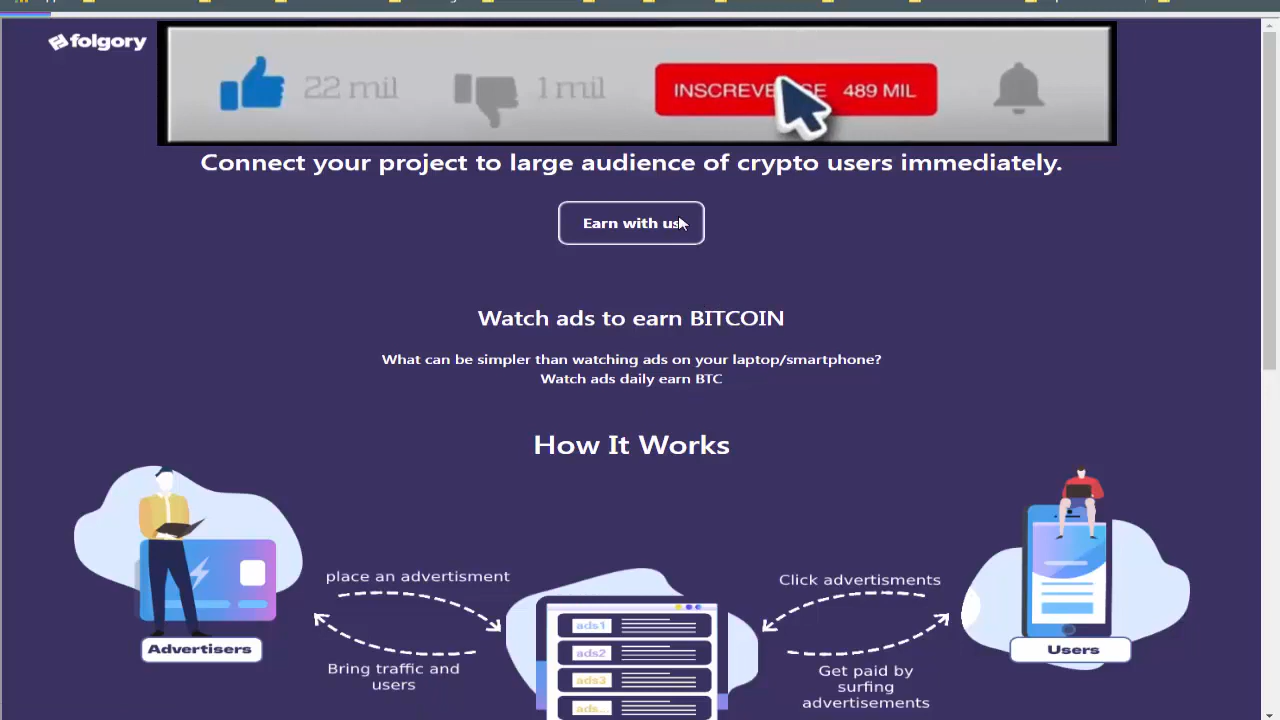 folgory
22 mil
1 mil
489 MIL
Connect your project to large audience of crypto users immediately.
Earn with us
Watch ads to earn BITCOIN
What can be simpler than watching ads on your laptop/smartphone?
Watch ads daily earn BTC
How It Works
place an advertisment
Click advertisments
ads1
ads2
ads3
ads...
Advertisers
Users
Bring traffic and
users
Get paid by
surfing
advertisements